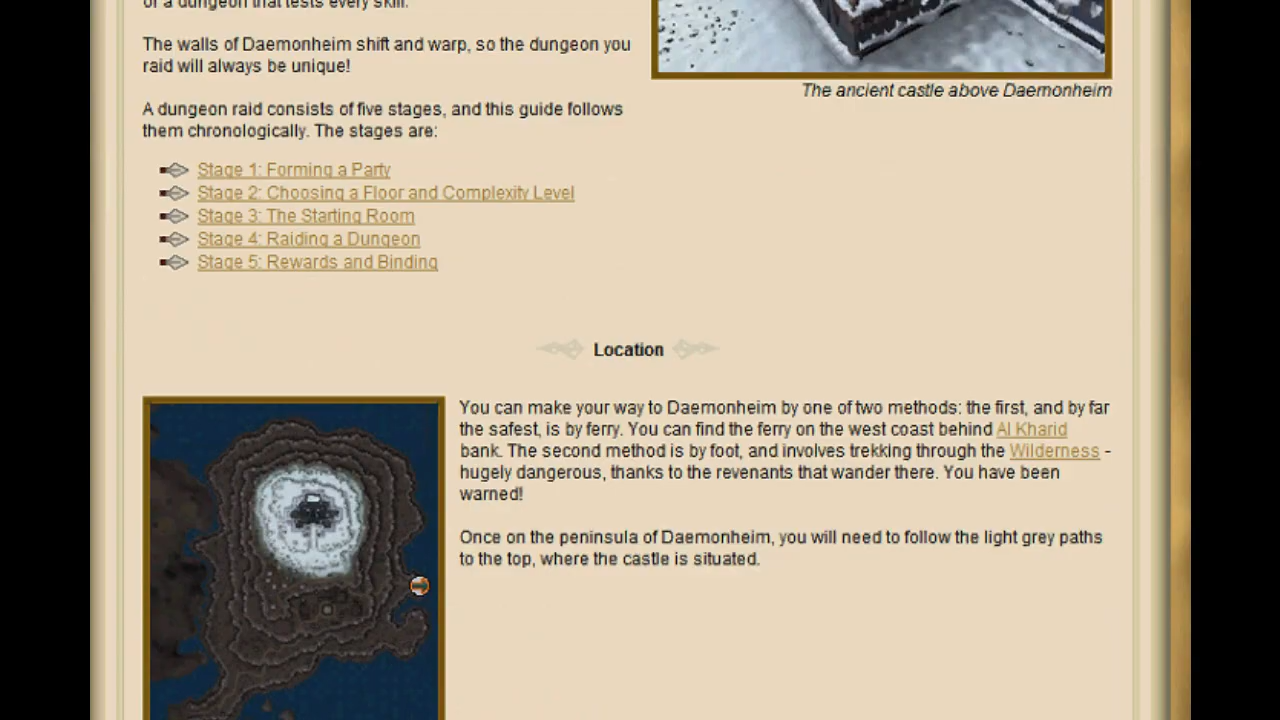 of a dungeon that tests every skill.
The walls of Daemonheim shift and warp, so the dungeon you
raid will always be unique!
The ancient castle above Daemonheim
A dungeon raid consists of five stages, and this guide follows
them chronologically. The stages are:
Stage 1: Forming a Party
Stage 2: Choosing a Floor and Complexity Level
Stage 3: The Starting Room
Stage 4: Raiding a Dungeon
Stage 5: Rewards and Binding
Location
You can make your way to Daemonheim by one of two methods: the first, and by far
the safest, is by ferry. You can find the ferry on the west coast behind Al Kharid
bank. The second method is by foot, and involves trekking through the Wilderness -
hugely dangerous, thanks to the revenants that wander there. You have been
warned!
Once on the peninsula of Daemonheim, you will need to follow the light grey paths
to the top, where the castle is situated.